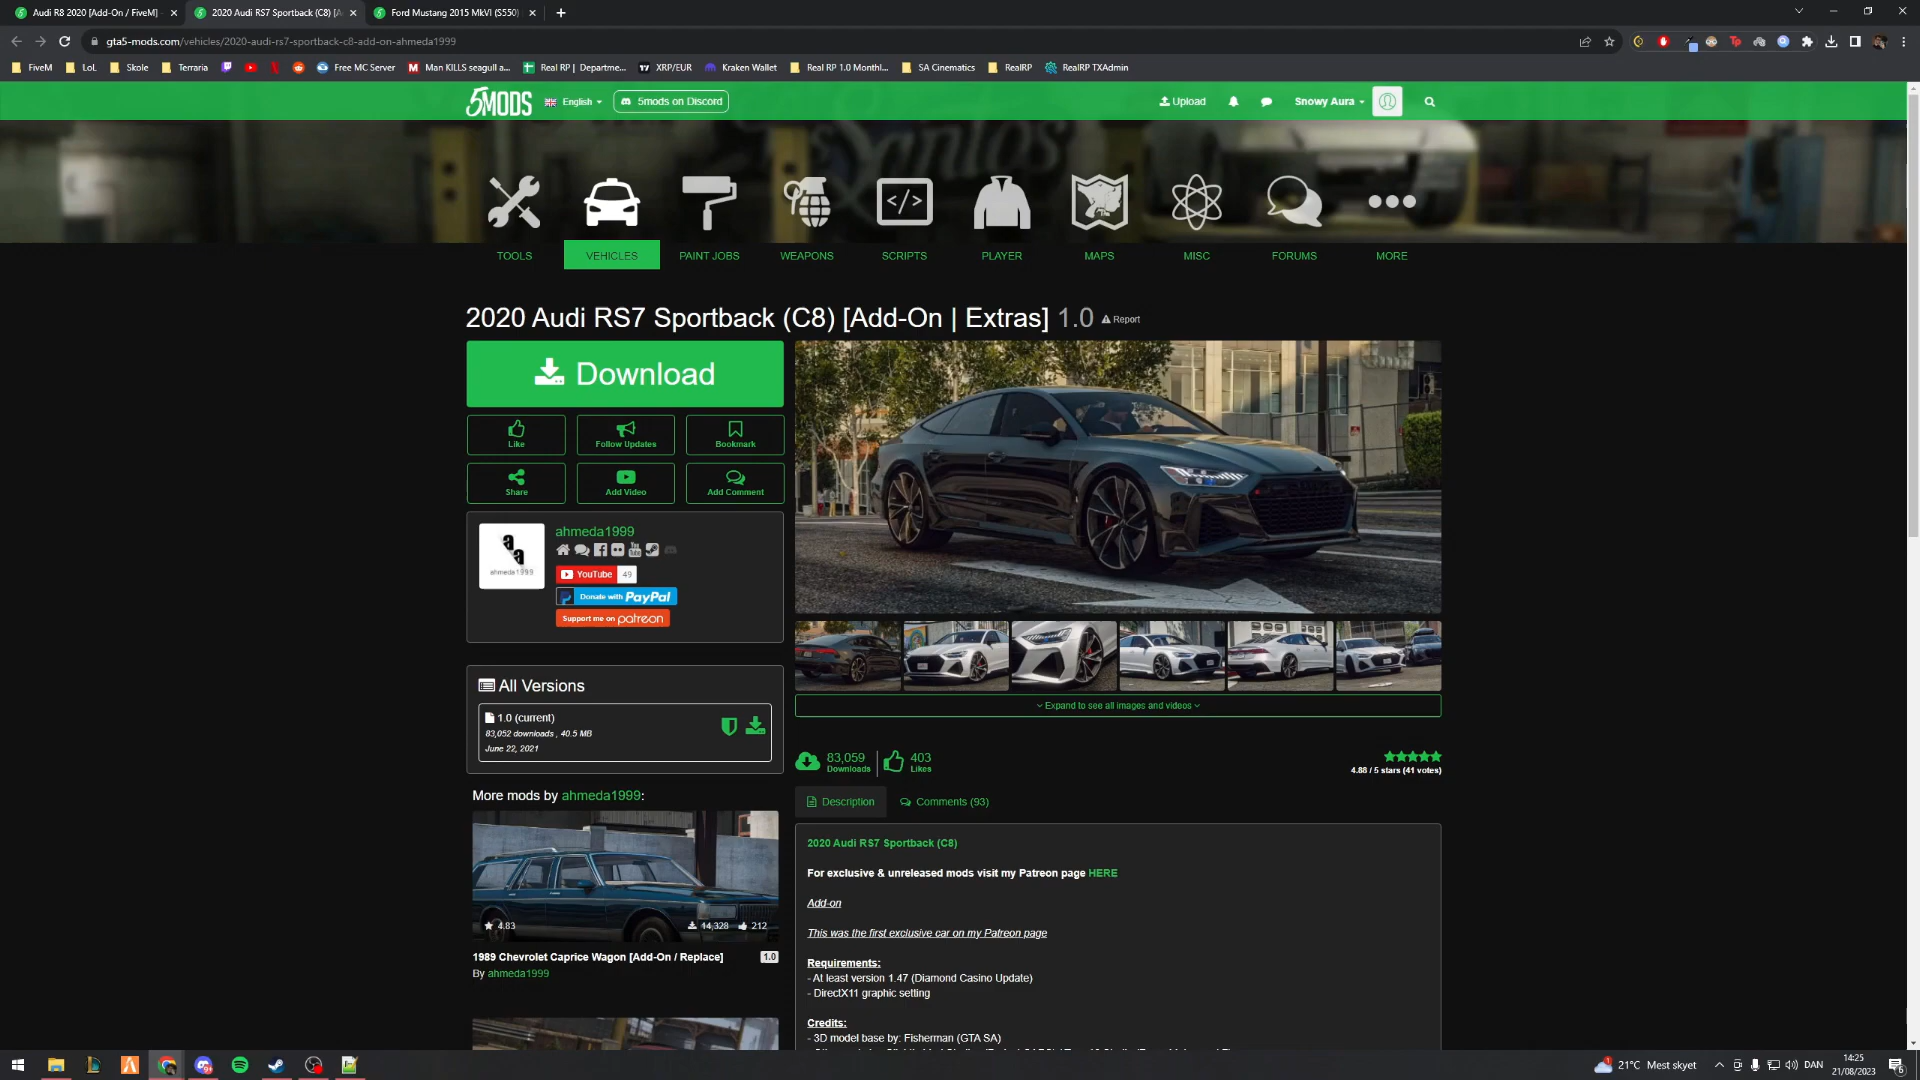 Audi R8 2020 [Add-On / FiveM]
2020 Audi RS7 Sportback (C8) [A
Ford Mustang 2015 MkVI (S550)
gta5-mods.com/vehicles/2020-audi-rs7-sportback-c8-add-on-ahmeda1999
FiveM
LoL
Skole
Terraria
Free MC Server
Man KILLS seagull a...
Real RP | Departme...
XRP/EUR
Kraken Wallet
Real RP 1.0 Monthl...
SA Cinematics
RealRP
RealRP TXAdmin
5MODS
English
5mods on Discord
Upload
Snowy Aura
TOOLS
VEHICLES
PAINT JOBS
WEAPONS
SCRIPTS
PLAYER
MAPS
MISC
FORUMS
MORE
2020 Audi RS7 Sportback (C8) [Add-On | Extras] 1.0 Report
Download
Like
Follow Updates
Bookmark
Share
Add Video
Add Comment
ahmeda1999
ahmeda1999
YouTube 49
Donate with PayPal
Support me on patreon
All Versions
1.0 (current)
83,052 downloads , 40.5 MB
June 22, 2021
More mods by ahmeda1999:
4.83
14,328
212
1989 Chevrolet Caprice Wagon [Add-On / Replace]
1.0
By ahmeda1999
Expand to see all images and videos
83,059
Downloads
403
Likes
4.88 / 5 stars (41 votes)
Description
Comments (93)
2020 Audi RS7 Sportback (C8)
For exclusive & unreleased mods visit my Patreon page HERE
Add-on
This was the first exclusive car on my Patreon page
Requirements:
- At least version 1.47 (Diamond Casino Update)
- DirectX11 graphic setting
Credits:
- 3D model base by: Fisherman (GTA SA)
21°C Mest skyet
DAN
14:25
21/08/2023